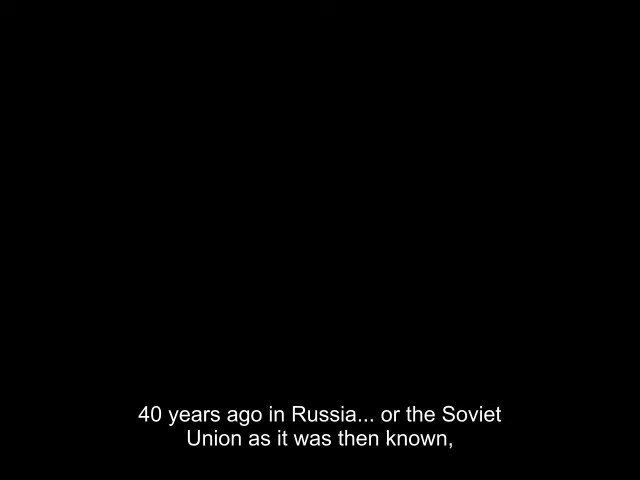 40 years ago in Russia... or the Soviet
Union as it was then known,